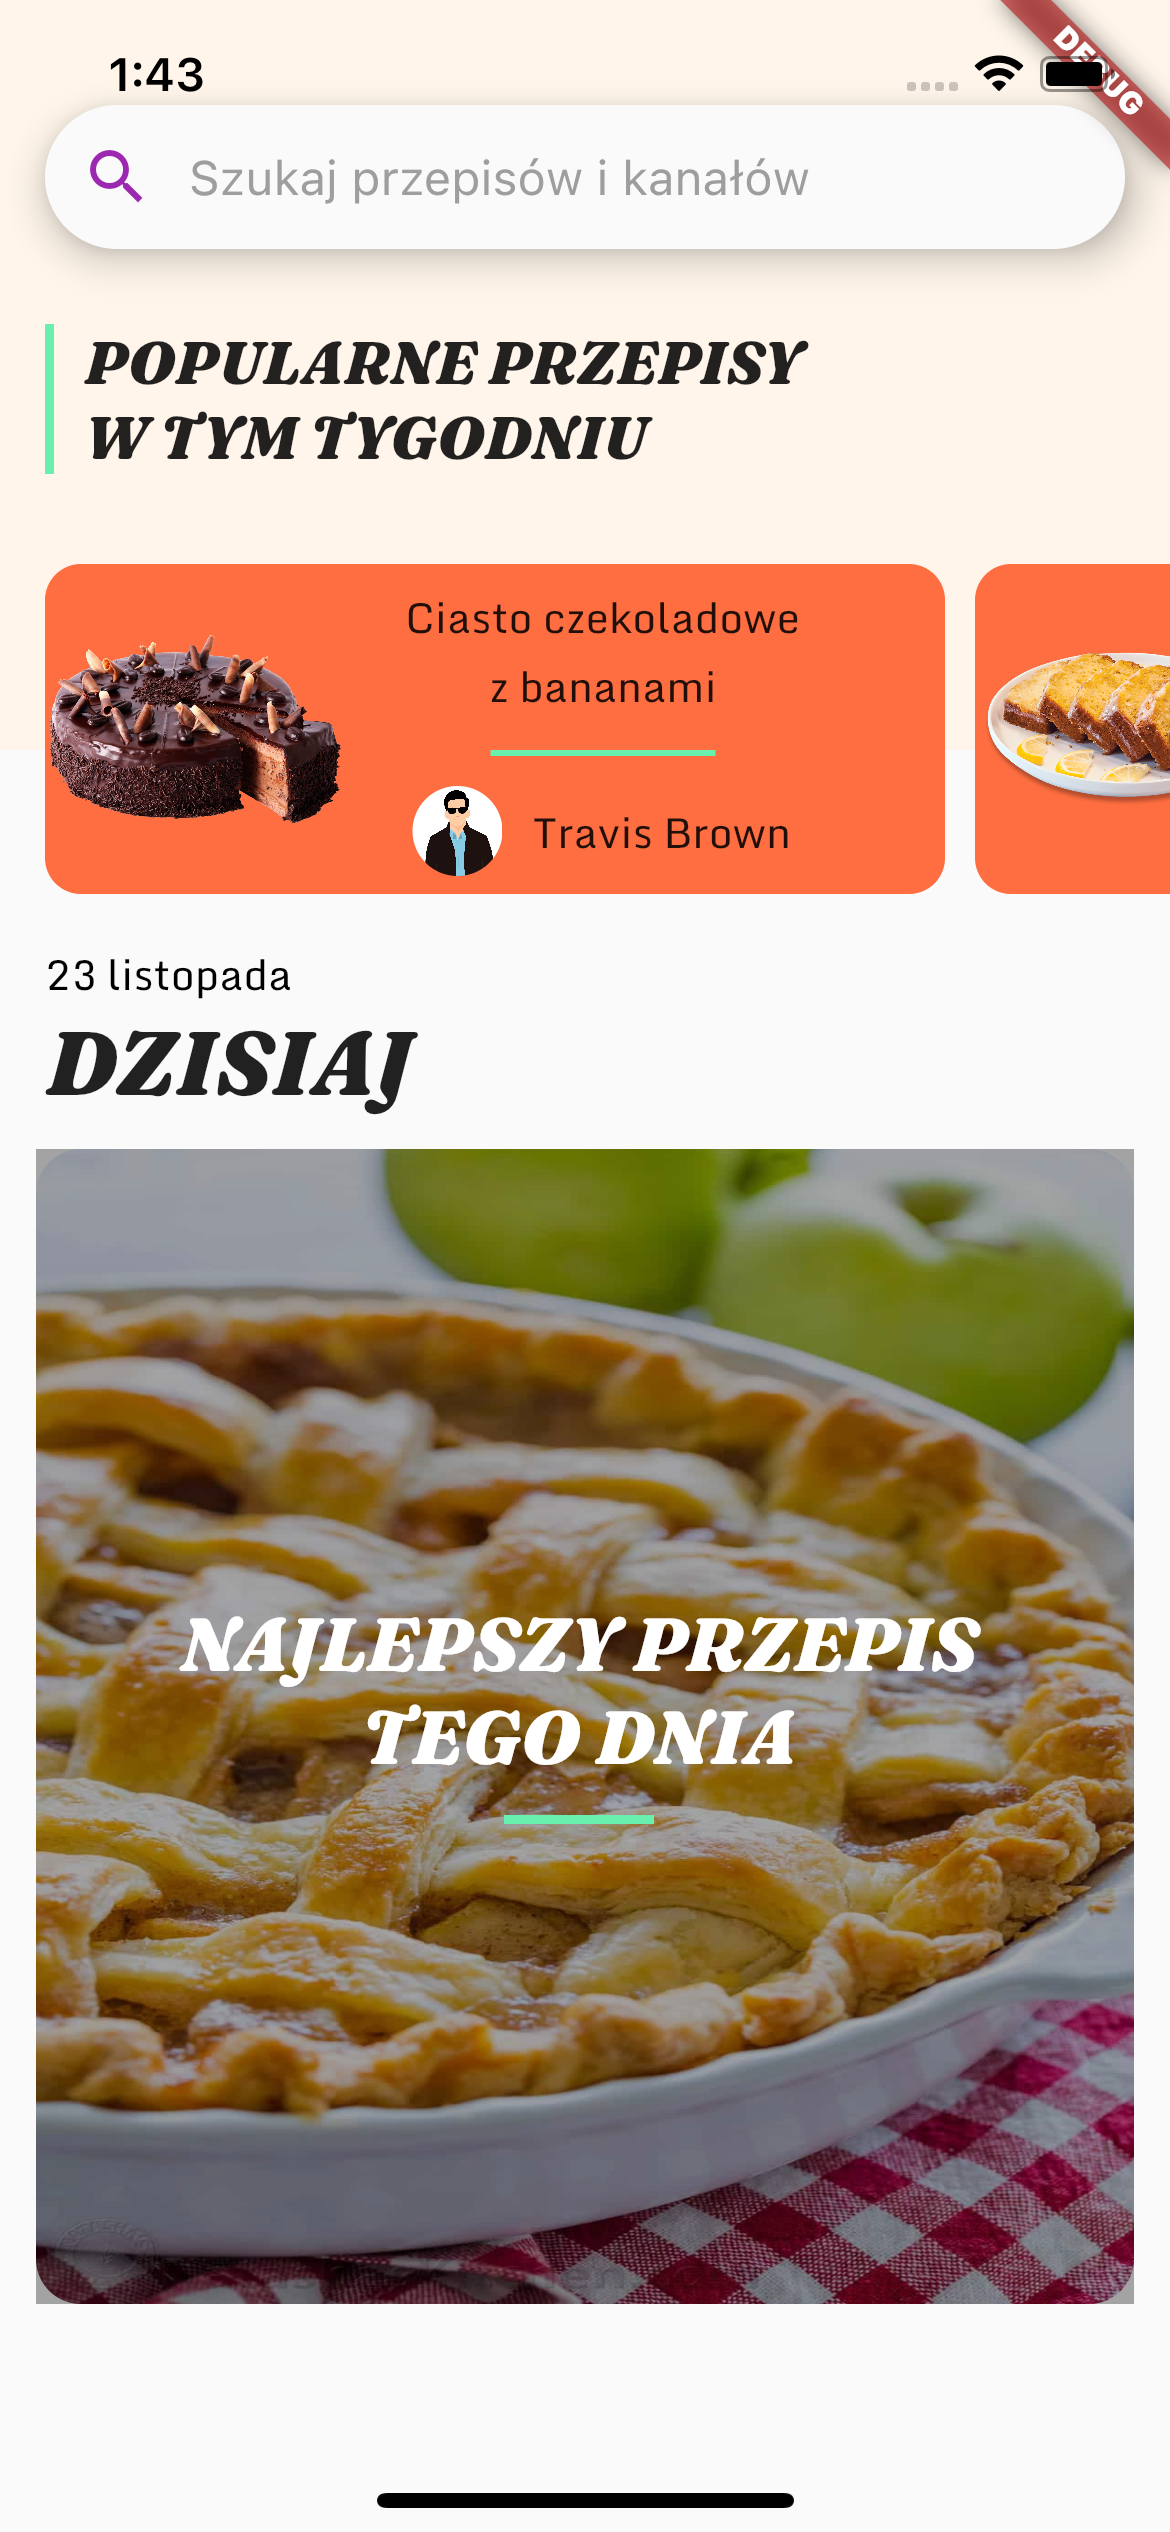 1:43
DEBUG
Szukaj przepisów i kanałów
POPULARNE PRZEPISY
W TYM TYGODNIU
Ciasto czekoladowe
z bananami
Travis Brown
23 listopada
DZISIAJ
NAJLEPSZY PRZEPIS
TEGO DNIA